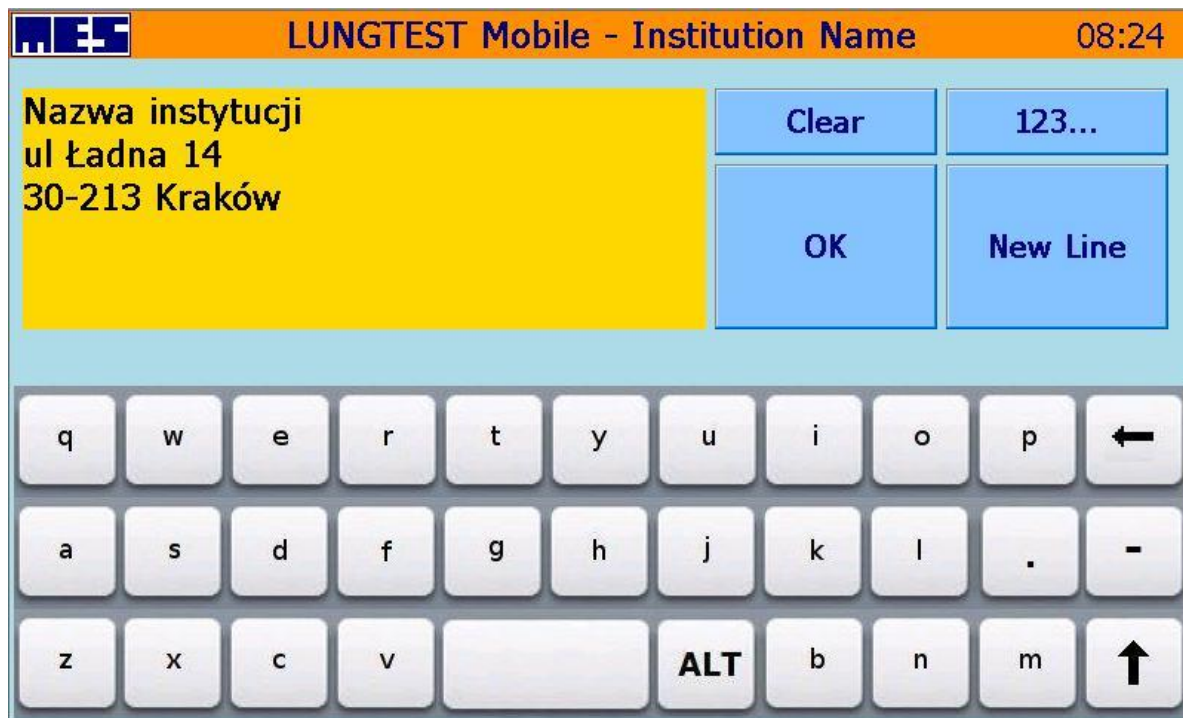 MES LUNGTEST Mobile - Institution Name 08:24
Nazwa instytucji
ul Ładna 14
30-213 Kraków
Clear 123...
OK New Line
q w e r t y u i o p ←
a s d f g h j k l . -
z x c v ALT b n m ↑